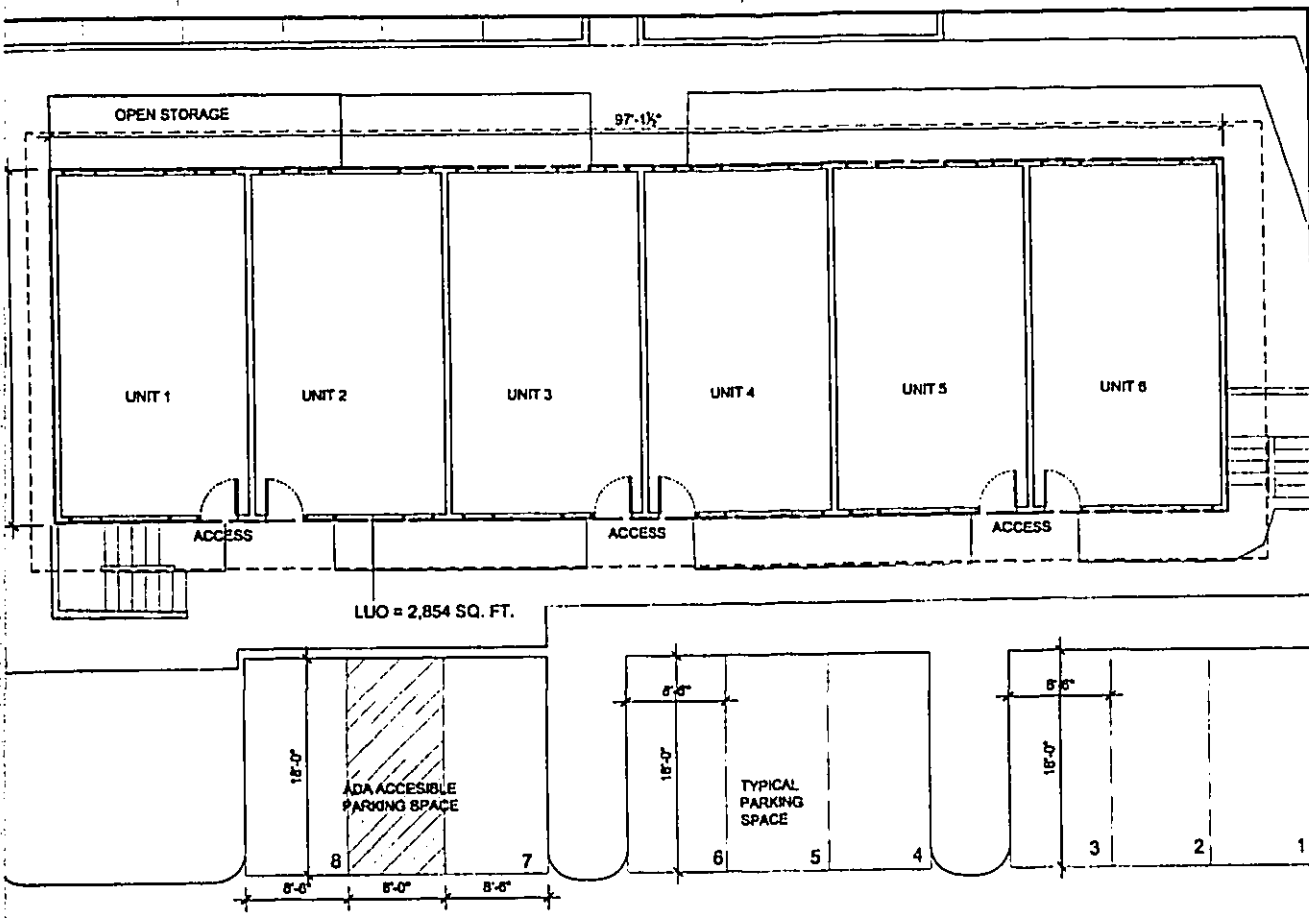 OPEN STORAGE
97'-1½"
UNIT 1
UNIT 2
UNIT 3
UNIT 4
UNIT 5
UNIT 6
ACCESS
ACCESS
ACCESS
LUO = 2,854 SQ. FT.
8'-6"
8'-6"
18'-0"
18'-0"
18'-0"
ADA ACCESIBLE
PARKING SPACE
TYPICAL
PARKING
SPACE
8
7
6
5
4
3
2
1
8'-6"
8'-0"
8'-6"